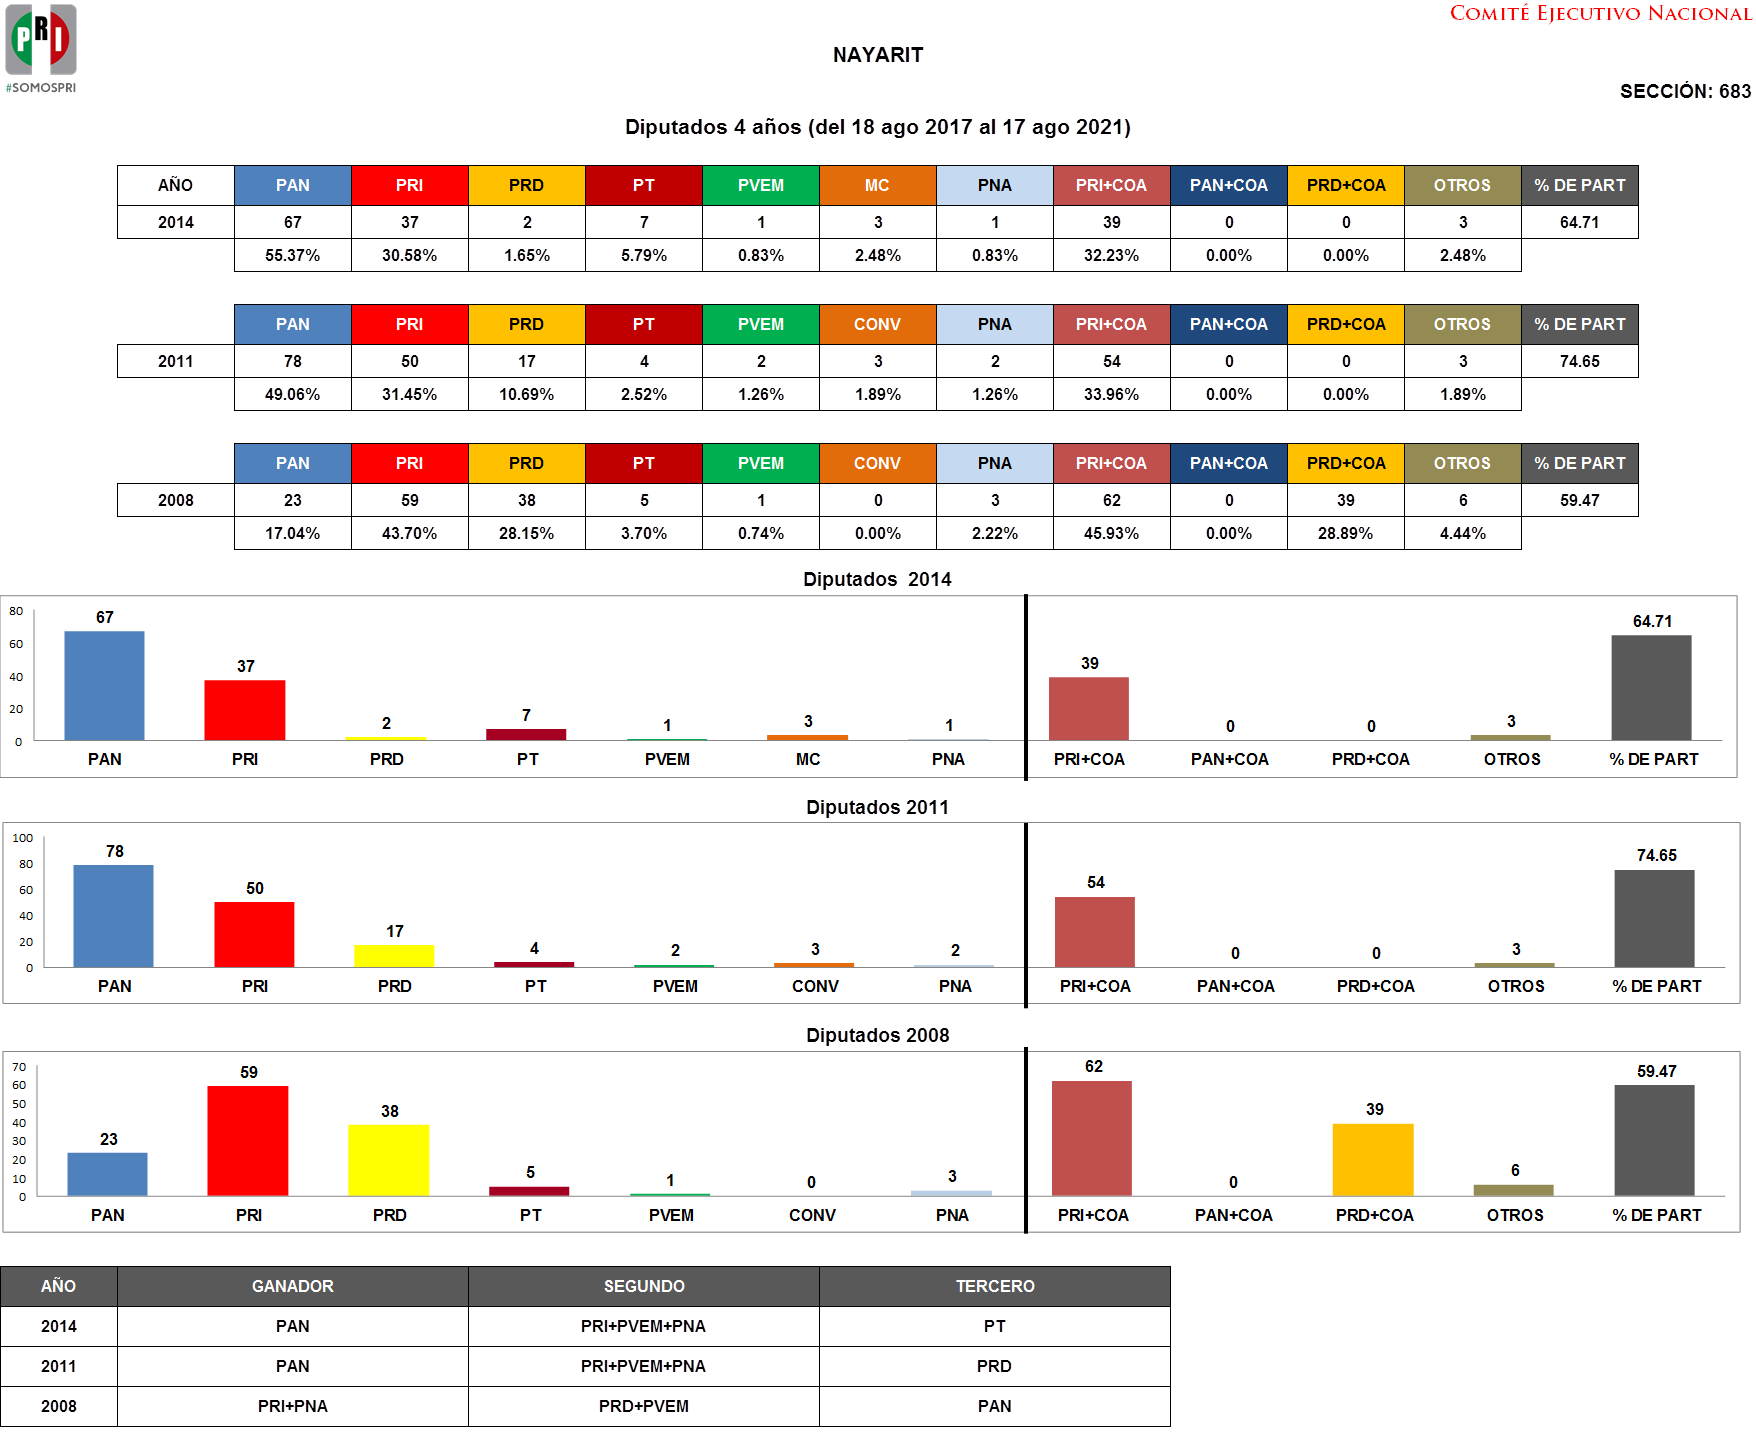 PRI
#SOMOSPRI
COMITÉ EJECUTIVO NACIONAL
NAYARIT
SECCIÓN: 683
Diputados 4 años (del 18 ago 2017 al 17 ago 2021)
AÑO PAN PRI PRD PT PVEM MC PNA PRI+COA PAN+COA PRD+COA OTROS % DE PART
2014 67 37 2 7 1 3 1 39 0 0 3 64.71
55.37% 30.58% 1.65% 5.79% 0.83% 2.48% 0.83% 32.23% 0.00% 0.00% 2.48%
PAN PRI PRD PT PVEM CONV PNA PRI+COA PAN+COA PRD+COA OTROS % DE PART
2011 78 50 17 4 2 3 2 54 0 0 3 74.65
49.06% 31.45% 10.69% 2.52% 1.26% 1.89% 1.26% 33.96% 0.00% 0.00% 1.89%
PAN PRI PRD PT PVEM CONV PNA PRI+COA PAN+COA PRD+COA OTROS % DE PART
2008 23 59 38 5 1 0 3 62 0 39 6 59.47
17.04% 43.70% 28.15% 3.70% 0.74% 0.00% 2.22% 45.93% 0.00% 28.89% 4.44%
Diputados 2014
80
60
40
20
0
67 37 2 7 1 3 1 39 0 0 3 64.71
PAN PRI PRD PT PVEM MC PNA PRI+COA PAN+COA PRD+COA OTROS % DE PART
Diputados 2011
100
80
60
40
20
0
78 50 17 4 2 3 2 54 0 0 3 74.65
PAN PRI PRD PT PVEM CONV PNA PRI+COA PAN+COA PRD+COA OTROS % DE PART
Diputados 2008
70
60
50
40
30
20
10
0
23 59 38 5 1 0 3 62 0 39 6 59.47
PAN PRI PRD PT PVEM CONV PNA PRI+COA PAN+COA PRD+COA OTROS % DE PART
AÑO GANADOR SEGUNDO TERCERO
2014 PAN PRI+PVEM+PNA PT
2011 PAN PRI+PVEM+PNA PRD
2008 PRI+PNA PRD+PVEM PAN